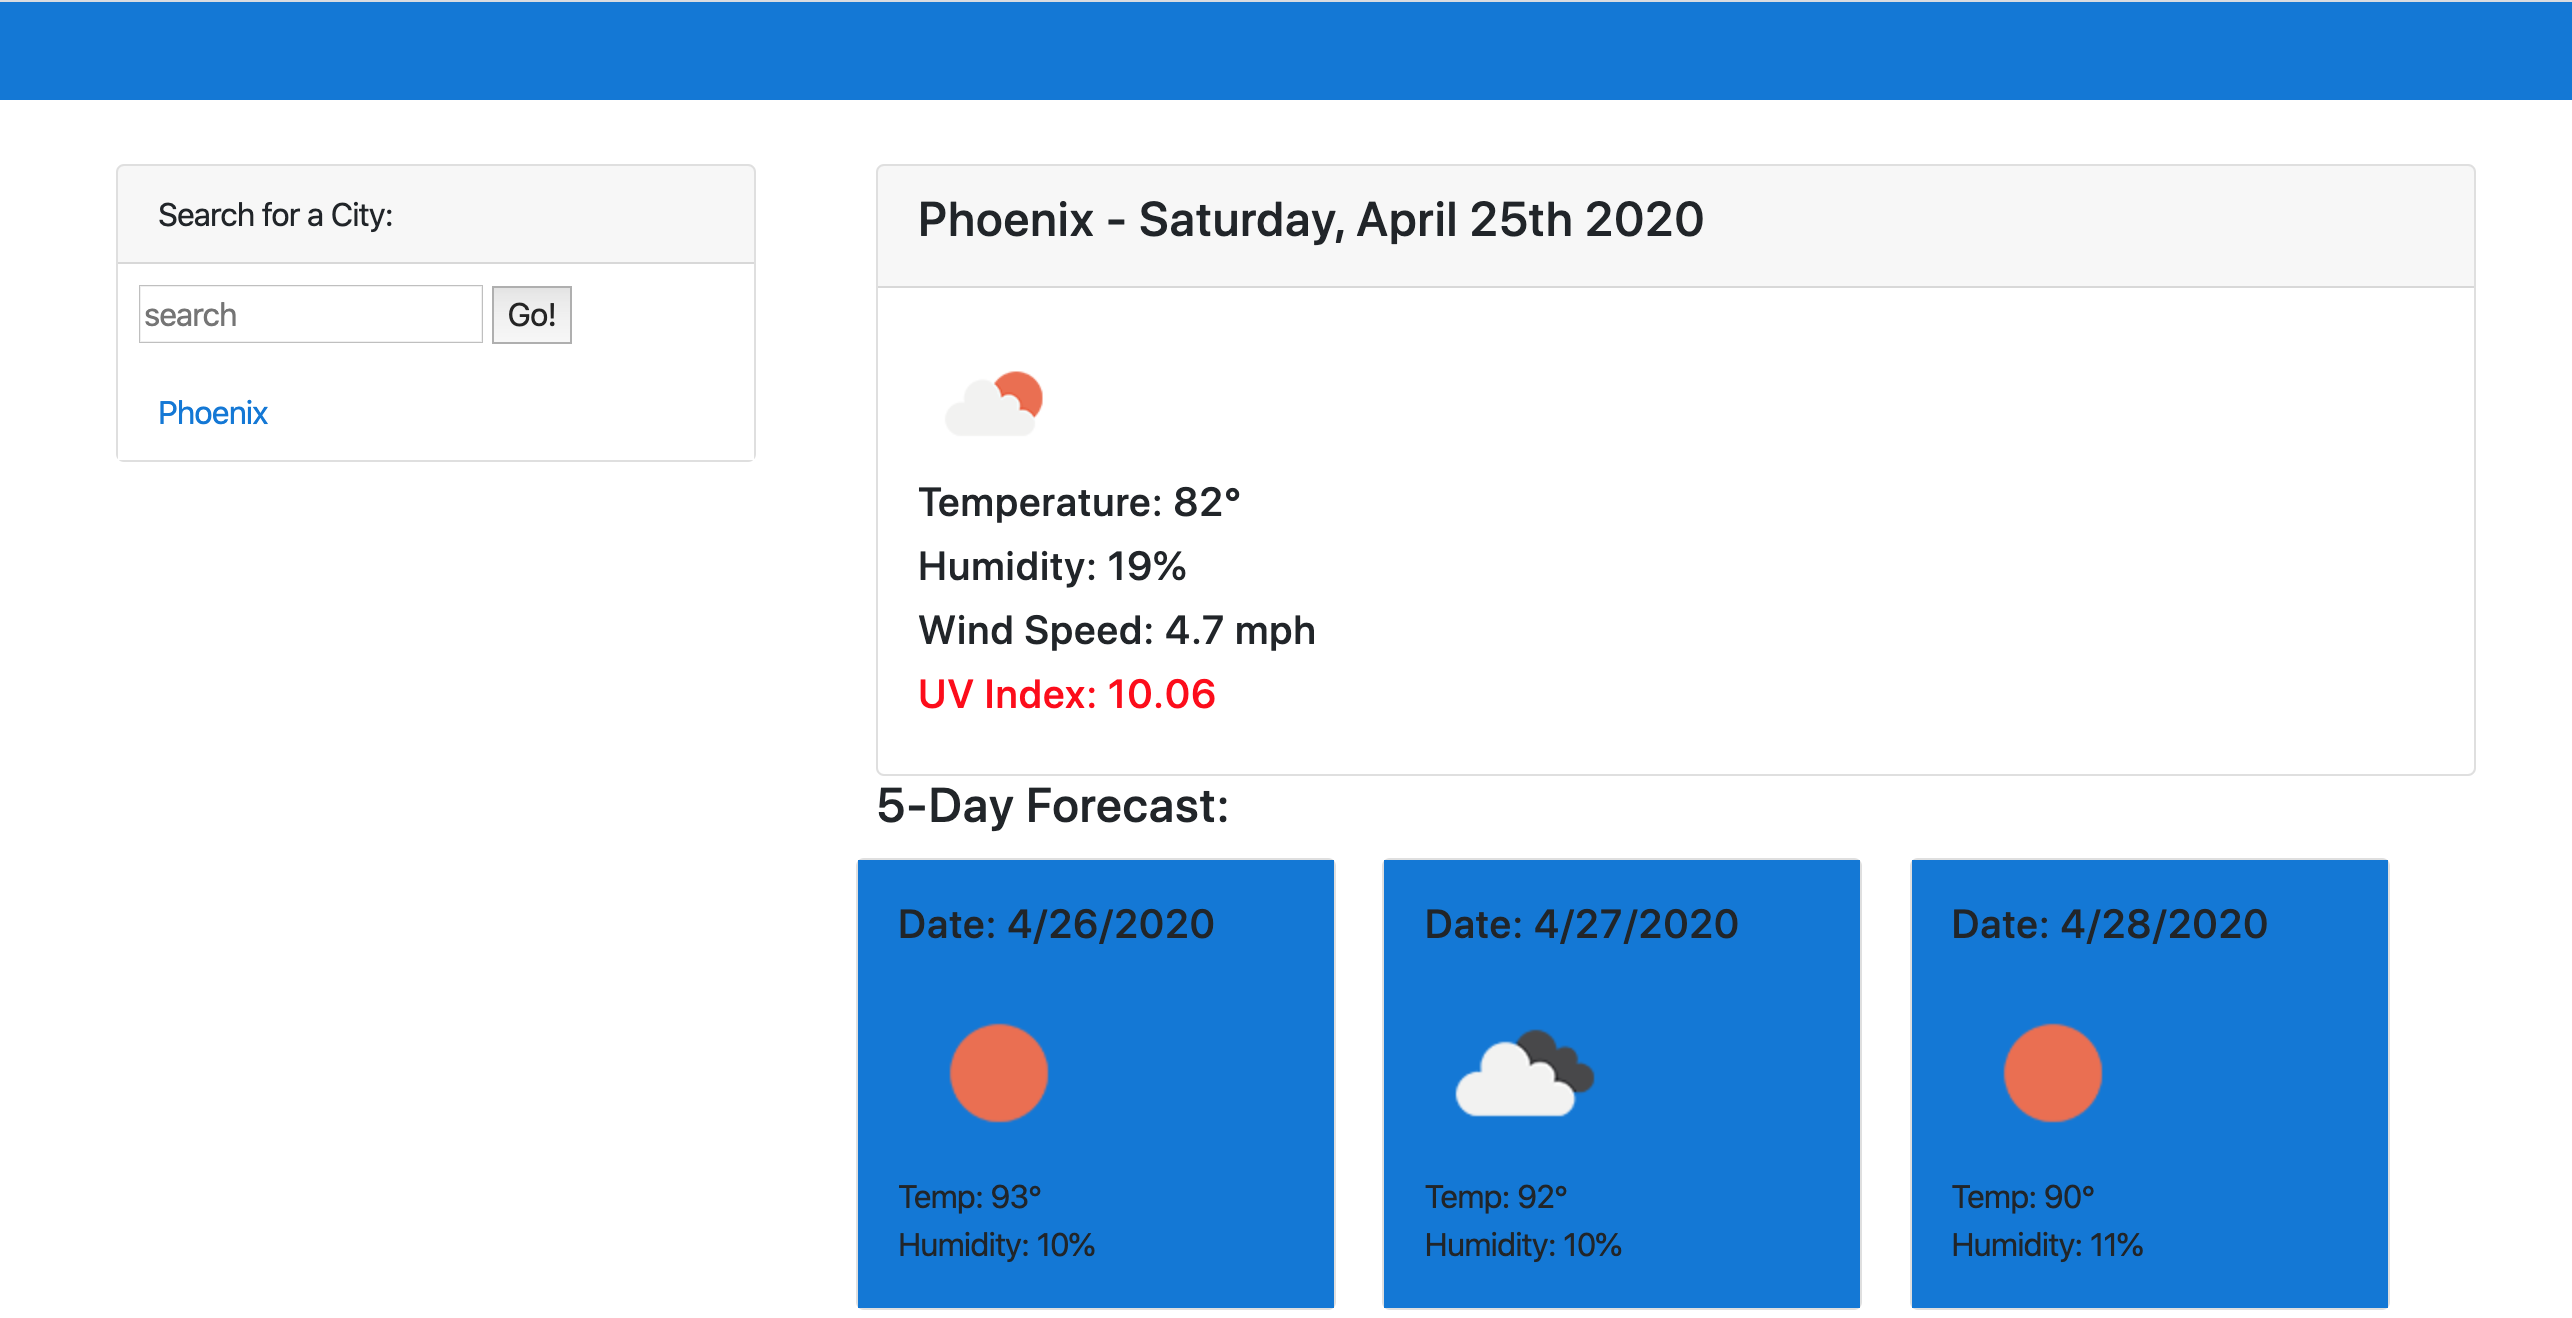 Search for a City:
search Go!
Phoenix
Phoenix - Saturday, April 25th 2020
Temperature: 82°
Humidity: 19%
Wind Speed: 4.7 mph
UV Index: 10.06
5-Day Forecast:
Date: 4/26/2020
Temp: 93°
Humidity: 10%
Date: 4/27/2020
Temp: 92°
Humidity: 10%
Date: 4/28/2020
Temp: 90°
Humidity: 11%